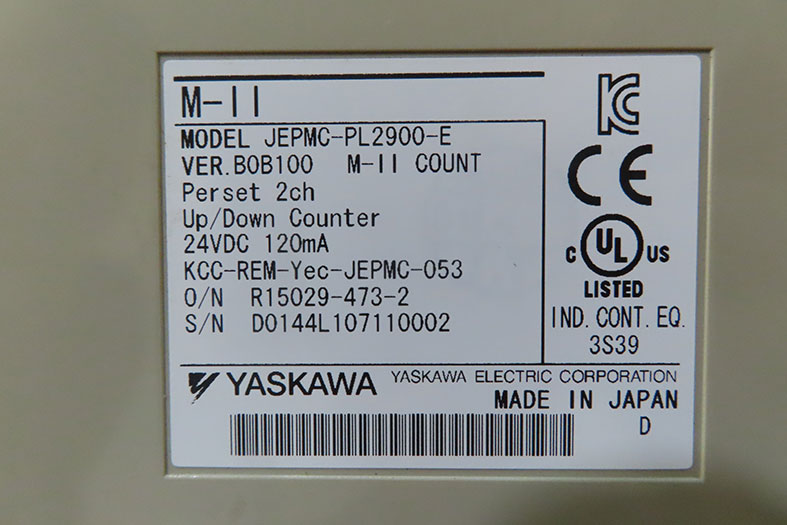 M-II
MODEL JEPMC-PL2900-E
VER.B0B100 M-II COUNT
Perset 2ch
Up/Down Counter
24VDC 120mA
KCC-REM-Yec-JEPMC-053
O/N R15029-473-2
S/N D0144L107110002
KC
CE
C UL US
LISTED
IND. CONT. EQ.
3S39
YASKAWA YASKAWA ELECTRIC CORPORATION
MADE IN JAPAN
D